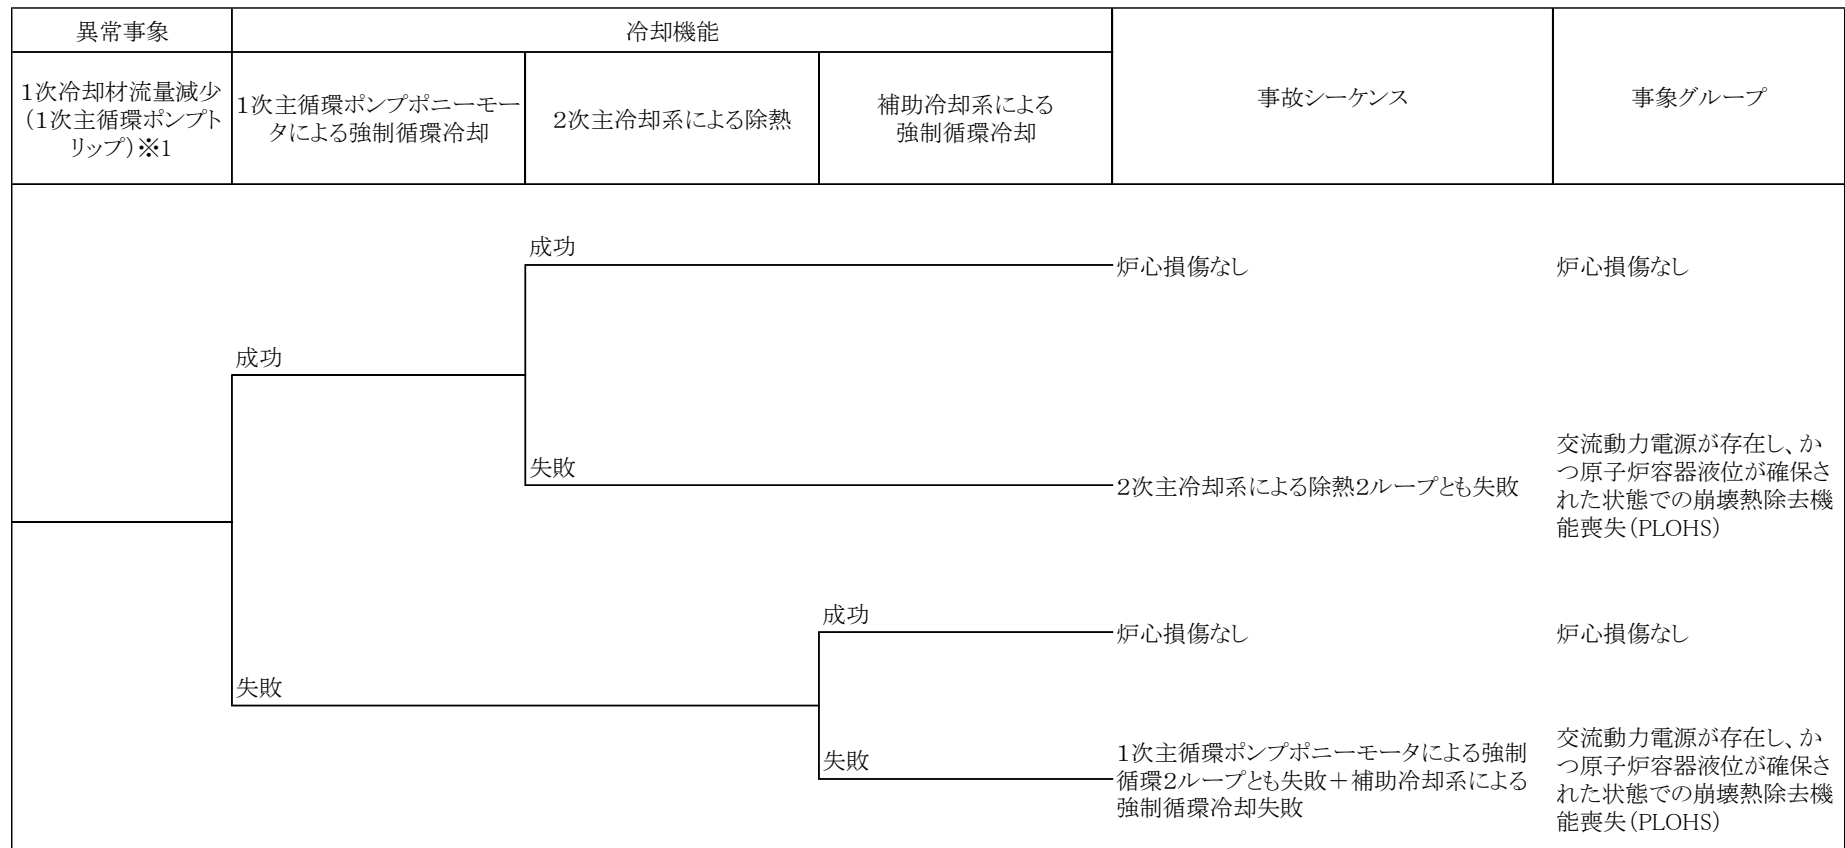 異常事象
冷却機能
1次冷却材流量減少
(1次主循環ポンプト
リップ)※1
1次主循環ポンプポニーモー
タによる強制循環冷却
2次主冷却系による除熱
補助冷却系による
強制循環冷却
事故シーケンス
事象グループ
成功
炉心損傷なし
炉心損傷なし
成功
失敗
2次主冷却系による除熱2ループとも失敗
交流動力電源が存在し、か
つ原子炉容器液位が確保さ
れた状態での崩壊熱除去機
能喪失(PLOHS)
成功
炉心損傷なし
炉心損傷なし
失敗
失敗
1次主循環ポンプポニーモータによる強制
循環2ループとも失敗+補助冷却系による
強制循環冷却失敗
交流動力電源が存在し、か
つ原子炉容器液位が確保さ
れた状態での崩壊熱除去機
能喪失(PLOHS)